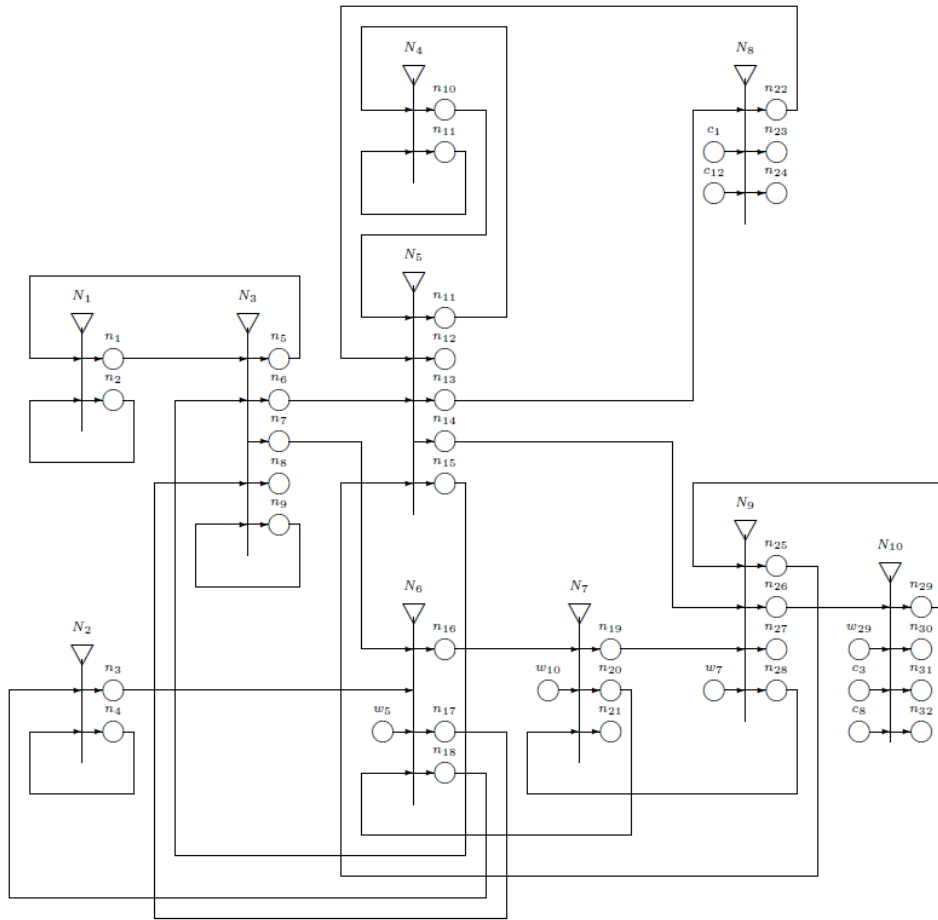 N₄ N₈
n₁₀ n₂₂
n₁₁ c₁ n₂₃
c₁₂ n₂₄
N₅
N₁ N₃ n₁₁
n₁ n₅ n₁₂
n₂ n₆ n₁₃
n₇ n₁₄
n₈ n₁₅
n₉ N₉
n₂₅ N₁₀
N₆ N₇ n₂₆ n₂₉
N₂ n₁₆ n₁₉ n₂₇ w₂₉ n₃₀
n₃ w₁₀ n₂₀ w₇ n₂₈ c₃ n₃₁
n₄ w₅ n₁₇ n₂₁ c₈ n₃₂
n₁₈